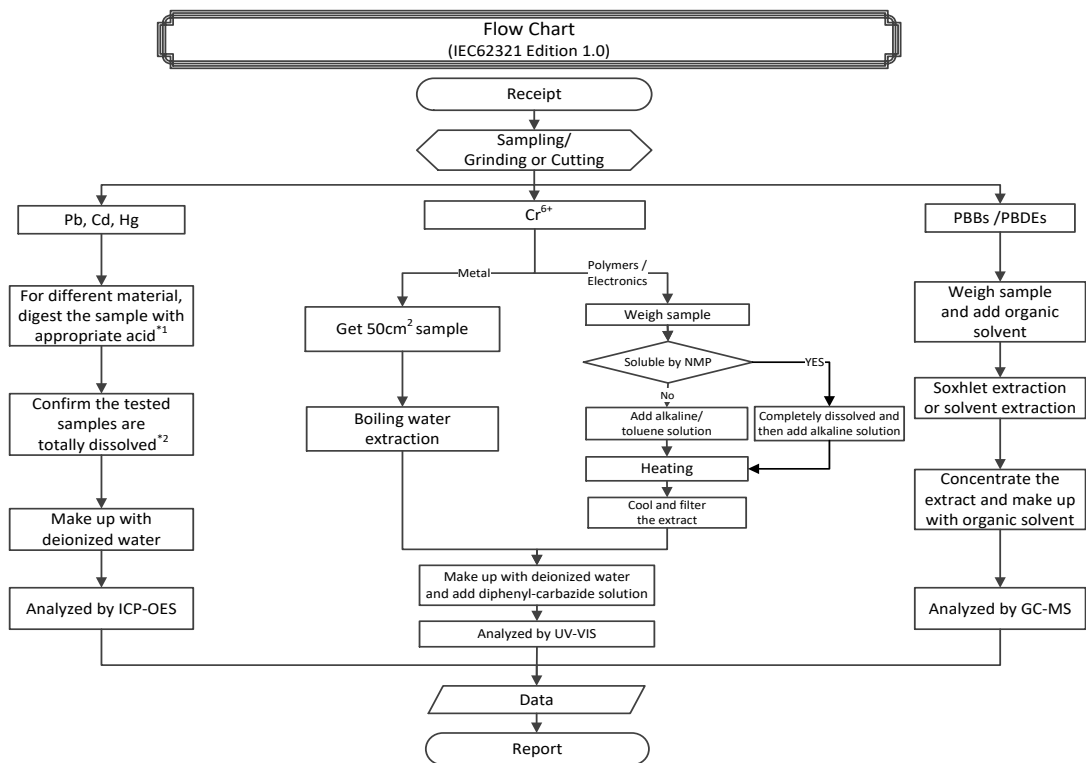 Flow Chart
(IEC62321 Edition 1.0)
Receipt
Sampling/
Grinding or Cutting
Pb, Cd, Hg
For different material,
digest the sample with
appropriate acid*1
Confirm the tested
samples are
totally dissolved*2
Make up with
deionized water
Analyzed by ICP-OES
Cr6+
Metal
Get 50cm2 sample
Boiling water
extraction
Polymers /
Electronics
Weigh sample
Soluble by NMP
YES
No
Add alkaline/
toluene solution
Completely dissolved and
then add alkaline solution
Heating
Cool and filter
the extract
Make up with deionized water
and add diphenyl-carbazide solution
Analyzed by UV-VIS
PBBs /PBDEs
Weigh sample
and add organic
solvent
Soxhlet extraction
or solvent extraction
Concentrate the
extract and make up
with organic solvent
Analyzed by GC-MS
Data
Report